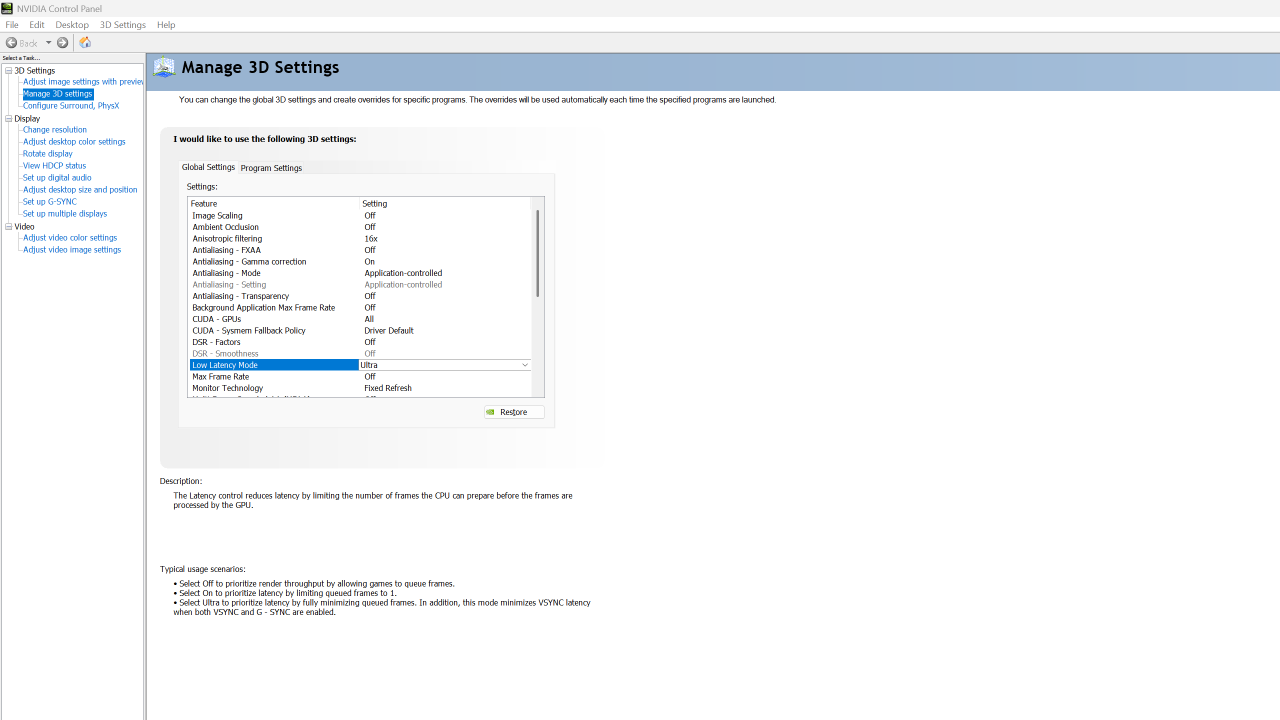 NVIDIA Control Panel
File Edit Desktop 3D Settings Help
Back
Select a Task...
3D Settings
Adjust image settings with preview
Manage 3D settings
Configure Surround, PhysX
Display
Change resolution
Adjust desktop color settings
Rotate display
View HDCP status
Set up digital audio
Adjust desktop size and position
Set up G-SYNC
Set up multiple displays
Video
Adjust video color settings
Adjust video image settings
Manage 3D Settings
You can change the global 3D settings and create overrides for specific programs. The overrides will be used automatically each time the specified programs are launched.
I would like to use the following 3D settings:
Global Settings Program Settings
Settings:
Feature Setting
Image Scaling Off
Ambient Occlusion Off
Anisotropic filtering 16x
Antialiasing - FXAA Off
Antialiasing - Gamma correction On
Antialiasing - Mode Application-controlled
Antialiasing - Setting Application-controlled
Antialiasing - Transparency Off
Background Application Max Frame Rate Off
CUDA - GPUs All
CUDA - Sysmem Fallback Policy Driver Default
DSR - Factors Off
DSR - Smoothness Off
Low Latency Mode Ultra
Max Frame Rate Off
Monitor Technology Fixed Refresh
Restore
Description:
The Latency control reduces latency by limiting the number of frames the CPU can prepare before the frames are
processed by the GPU.
Typical usage scenarios:
• Select Off to prioritize render throughput by allowing games to queue frames.
• Select On to prioritize latency by limiting queued frames to 1.
• Select Ultra to prioritize latency by fully minimizing queued frames. In addition, this mode minimizes VSYNC latency
when both VSYNC and G - SYNC are enabled.